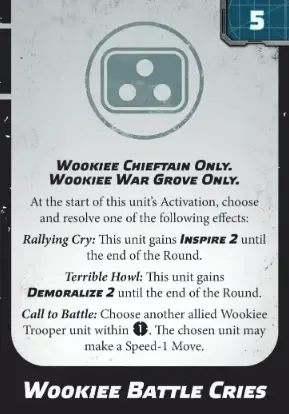 5
WOOKIEE CHIEFTAIN ONLY.
WOOKIEE WAR GROVE ONLY.
At the start of this unit's Activation, choose
and resolve one of the following effects:
Rallying Cry: This unit gains INSPIRE 2 until
the end of the Round.
Terrible Howl: This unit gains
DEMORALIZE 2 until the end of the Round.
Call to Battle: Choose another allied Wookiee
Trooper unit within 1. The chosen unit may
make a Speed-1 Move.
WOOKIEE BATTLE CRIES